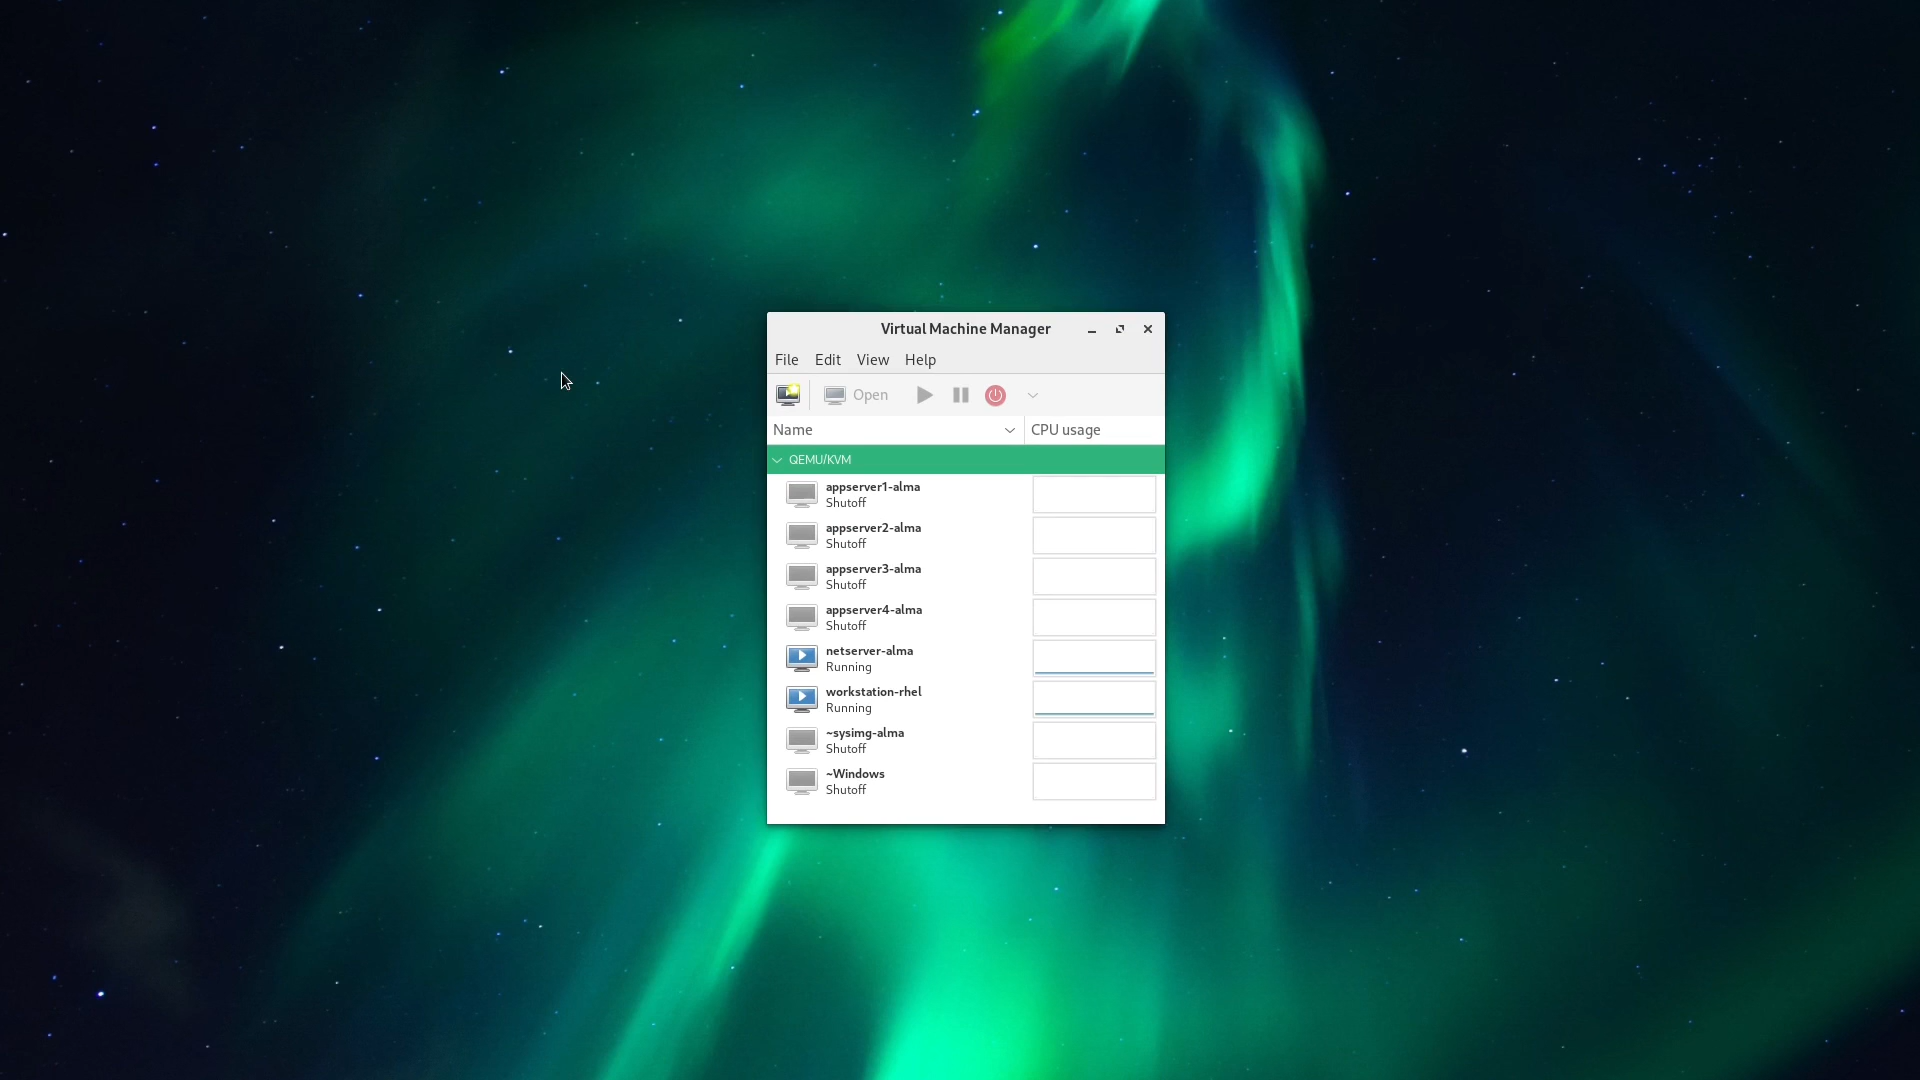 Virtual Machine Manager
File Edit View Help
Open
Name CPU usage
QEMU/KVM
appserver1-alma
Shutoff
appserver2-alma
Shutoff
appserver3-alma
Shutoff
appserver4-alma
Shutoff
netserver-alma
Running
workstation-rhel
Running
~sysimg-alma
Shutoff
~Windows
Shutoff